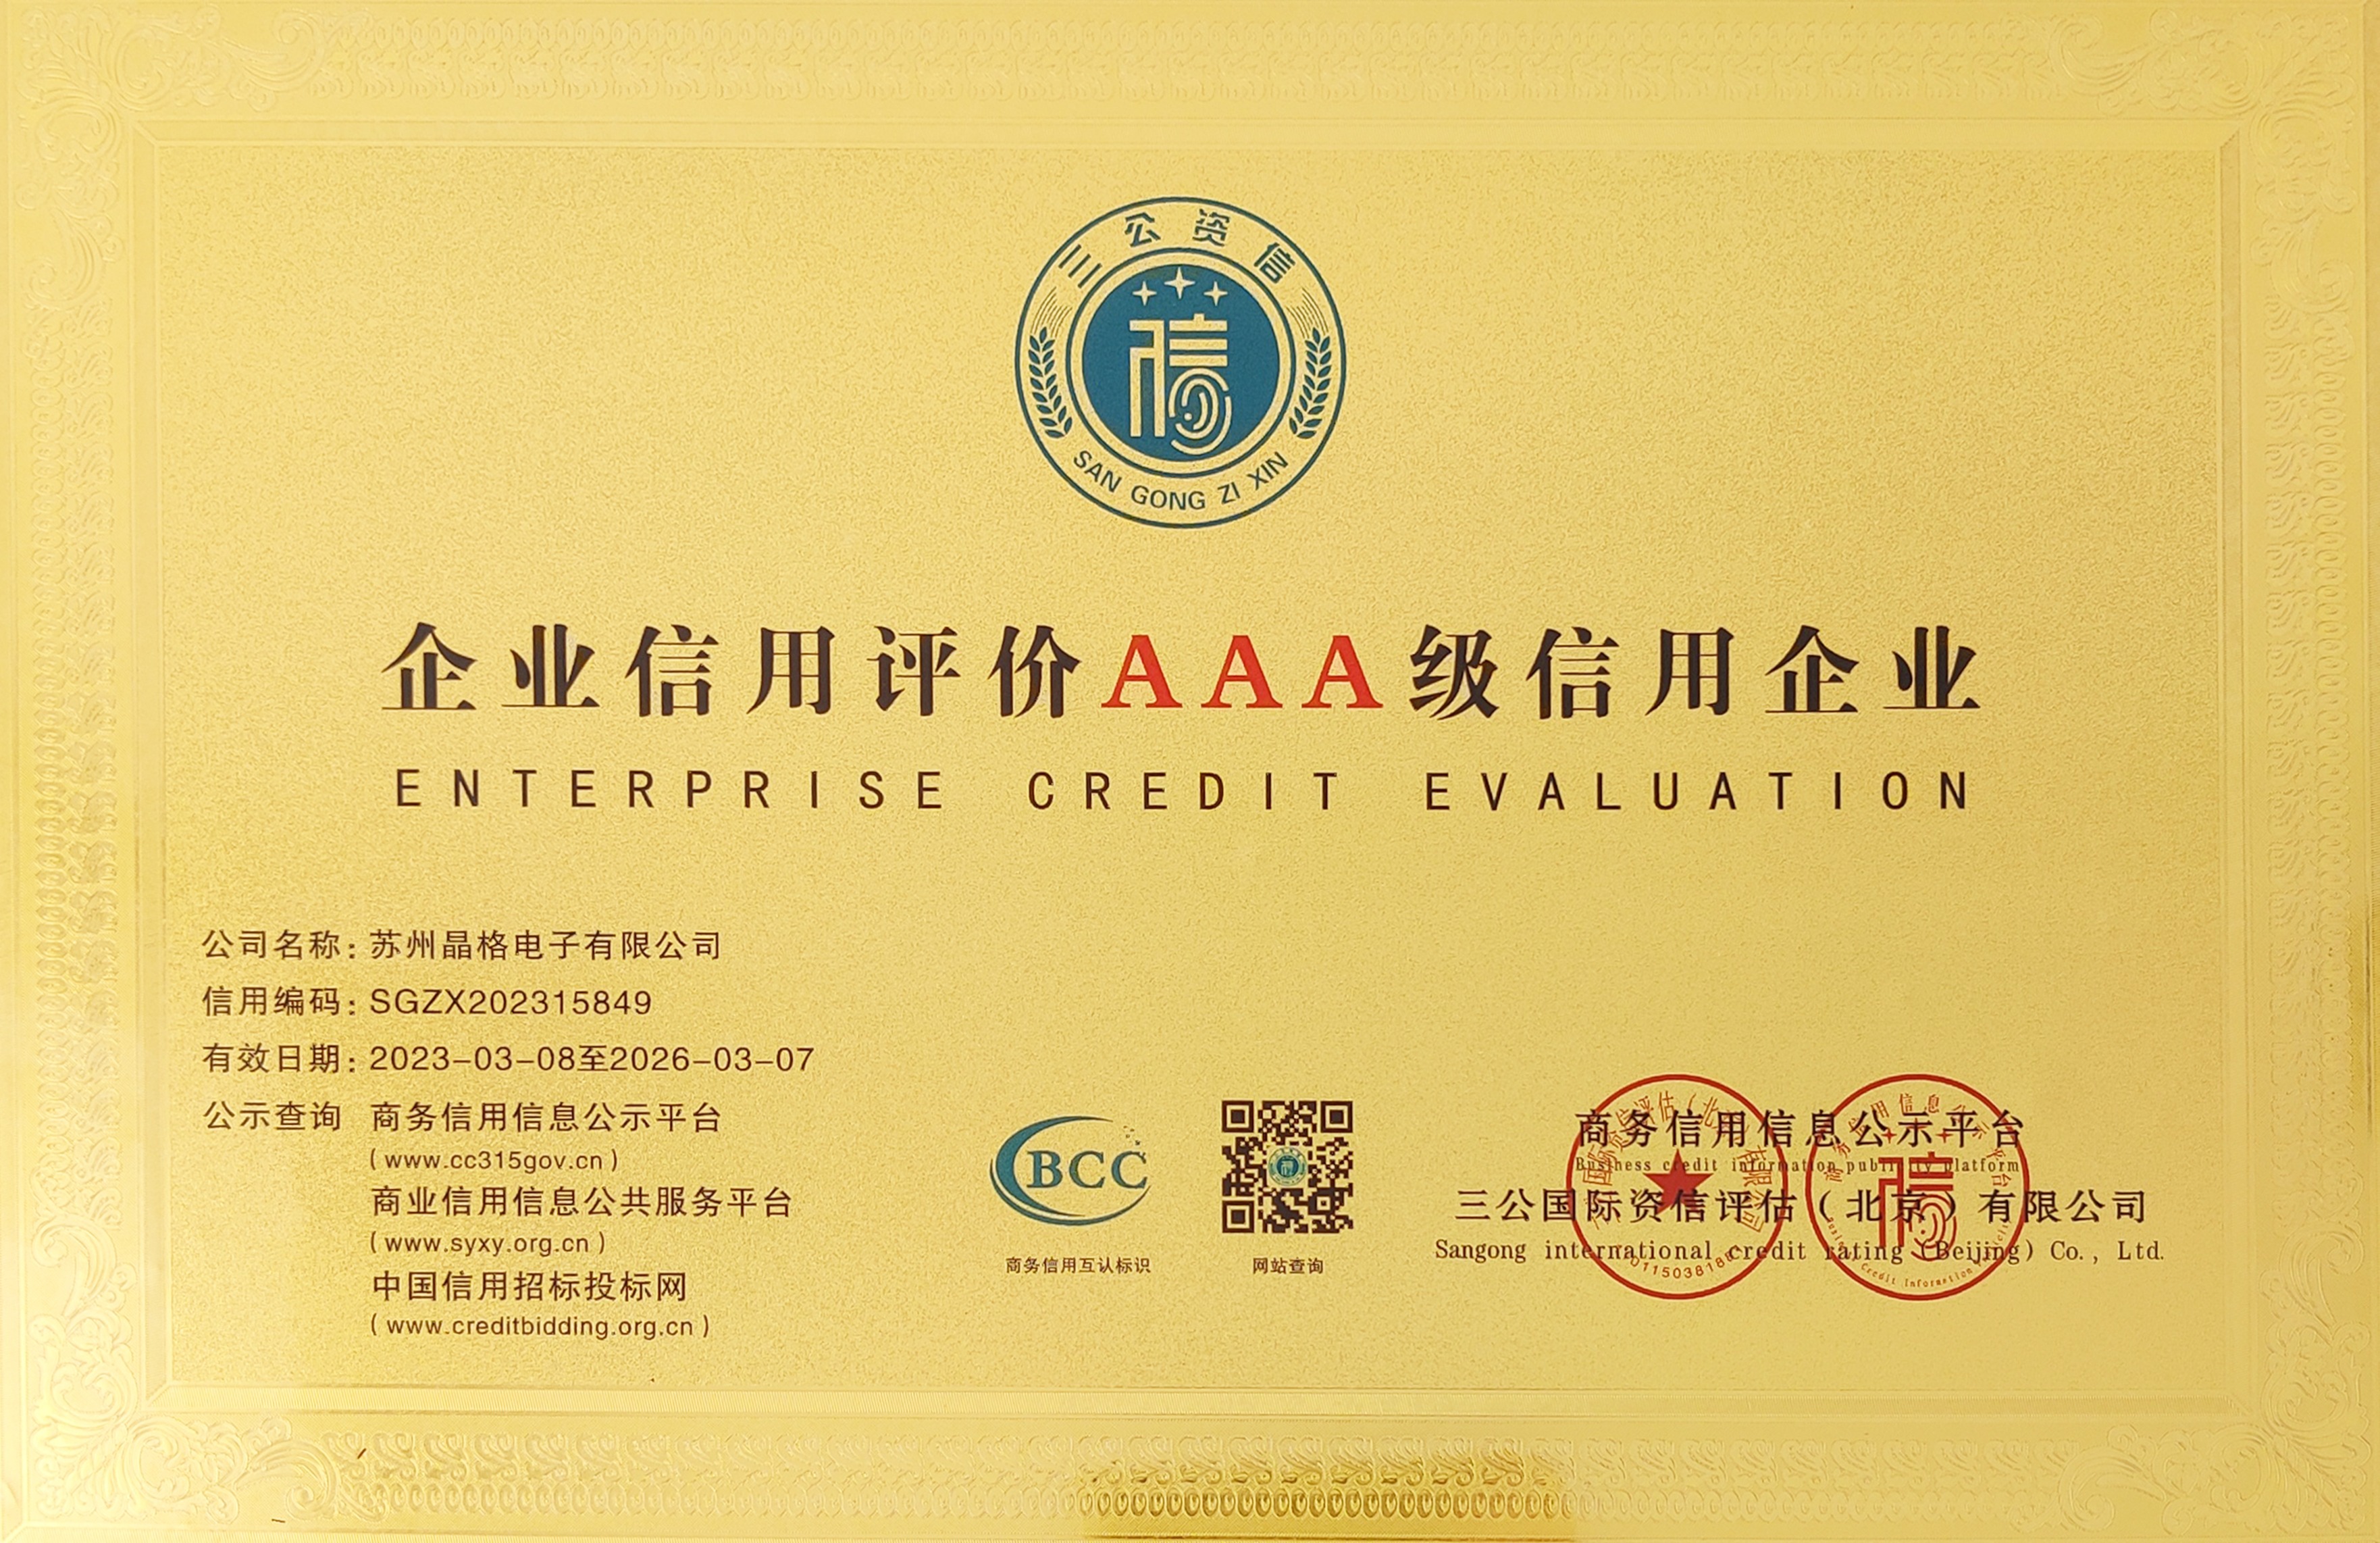 三公资信
信
SAN GONG ZI XIN
企业信用评价AAA级信用企业
ENTERPRISE CREDIT EVALUATION
公司名称：苏州晶格电子有限公司
信用编码：SGZX202315849
有效日期：2023-03-08至2026-03-07
公示查询 商务信用信息公示平台
（www.cc315gov.cn）
商业信用信息公共服务平台
（www.syxy.org.cn）
中国信用招标投标网
（www.creditbidding.org.cn）
BCC
商务信用互认标识
网站查询
商务信用信息公示平台
Business credit information publicity platform
三公国际资信评估（北京）有限公司
Sangong international credit rating (Beijing) Co., Ltd.